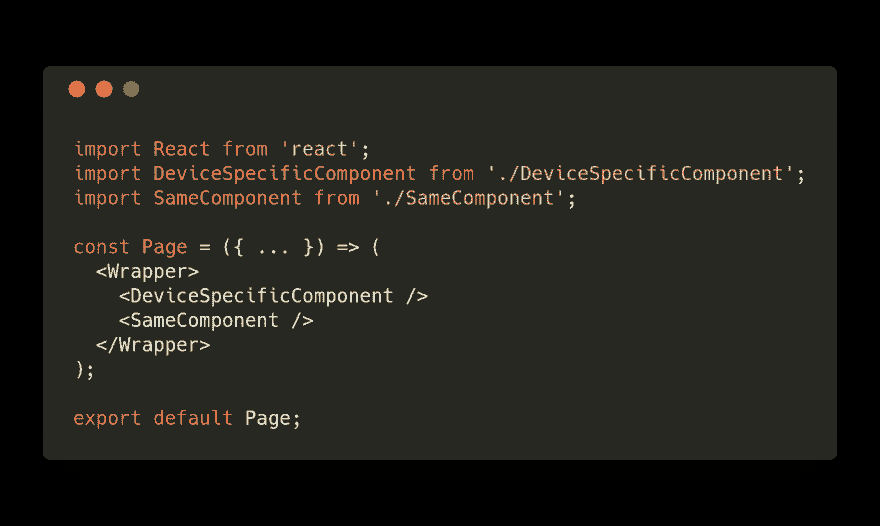 import React from 'react';
import DeviceSpecificComponent from './DeviceSpecificComponent';
import SameComponent from './SameComponent';
const Page = ({ ... }) => (
<Wrapper>
<DeviceSpecificComponent />
<SameComponent />
</Wrapper>
);
export default Page;